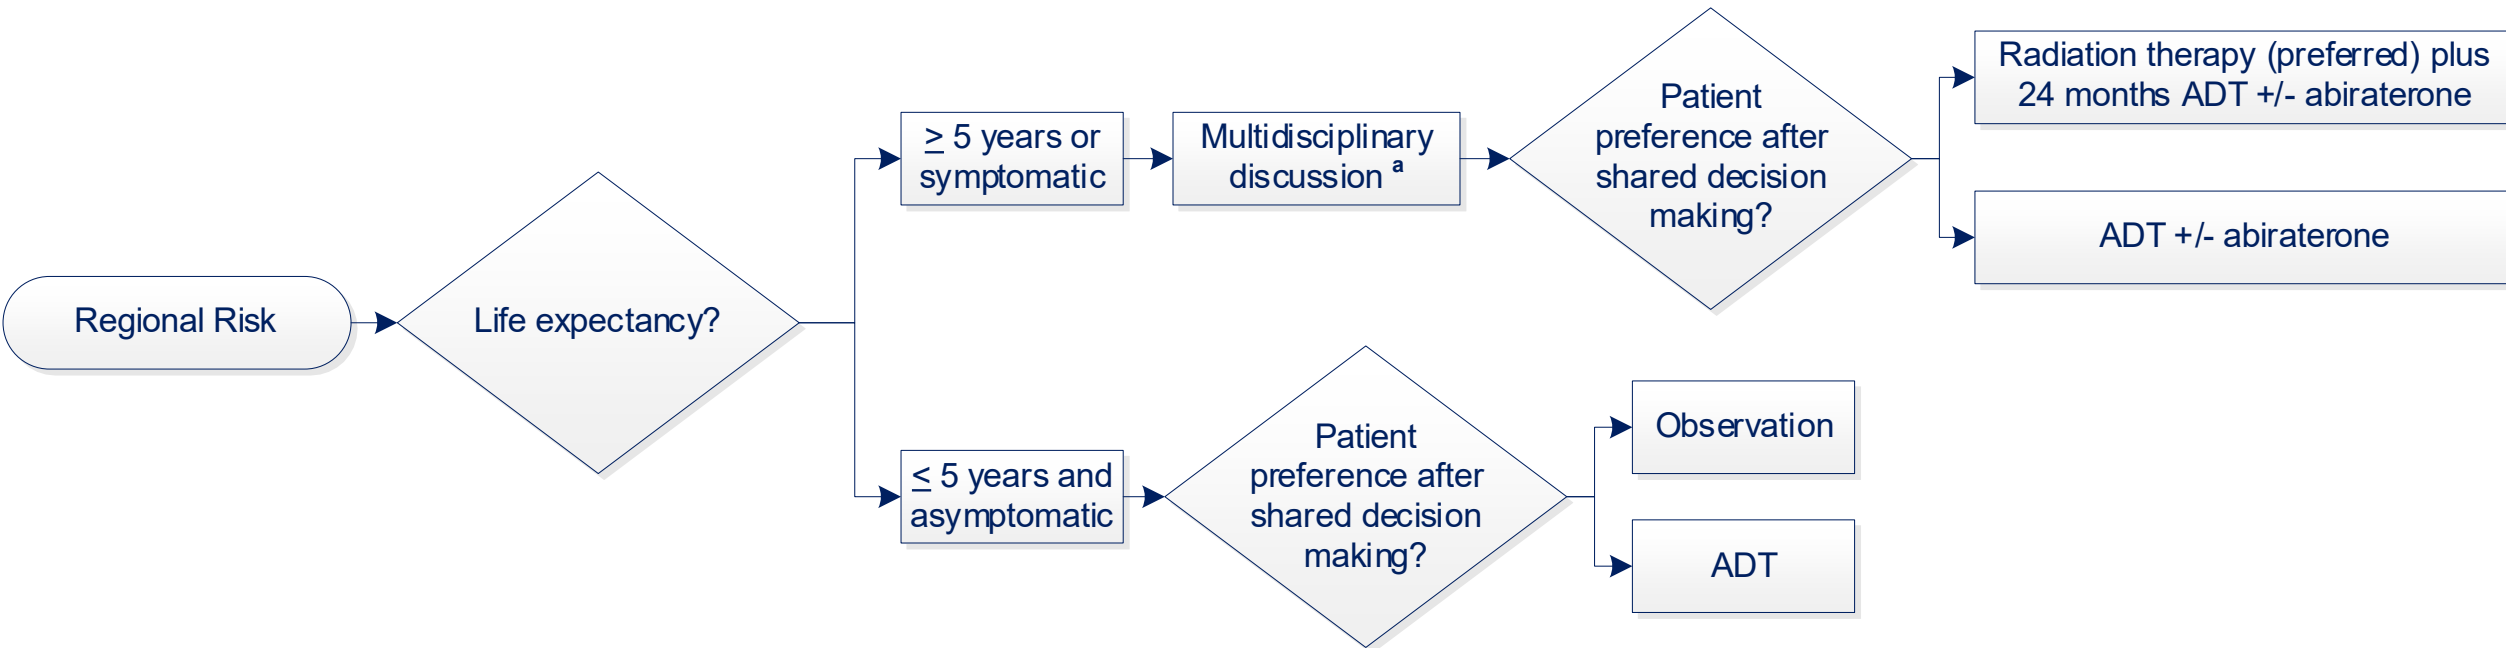 Regional Risk
Life expectancy?
≥ 5 years or
symptomatic
Multidisciplinary
discussion a
Patient
preference after
shared decision
making?
Radiation therapy (preferred) plus
24 months ADT +/- abiraterone
ADT +/- abiraterone
≤ 5 years and
asymptomatic
Patient
preference after
shared decision
making?
Observation
ADT